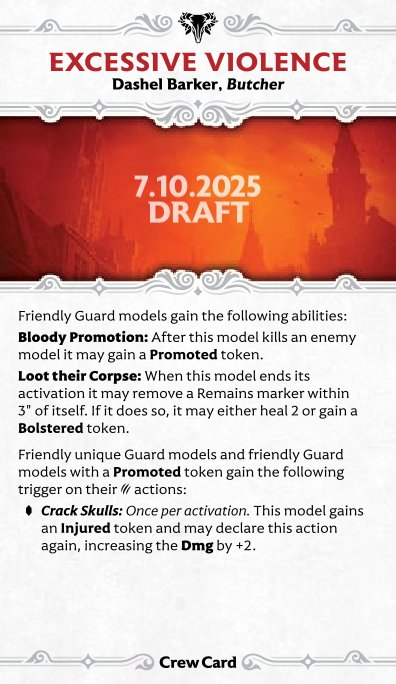 EXCESSIVE VIOLENCE
Dashel Barker, Butcher
7.10.2025
DRAFT
Friendly Guard models gain the following abilities:
Bloody Promotion: After this model kills an enemy
model it may gain a Promoted token.
Loot their Corpse: When this model ends its
activation it may remove a Remains marker within
3" of itself. If it does so, it may either heal 2 or gain a
Bolstered token.
Friendly unique Guard models and friendly Guard
models with a Promoted token gain the following
trigger on their actions:
Crack Skulls: Once per activation. This model gains
an Injured token and may declare this action
again, increasing the Dmg by +2.
Crew Card